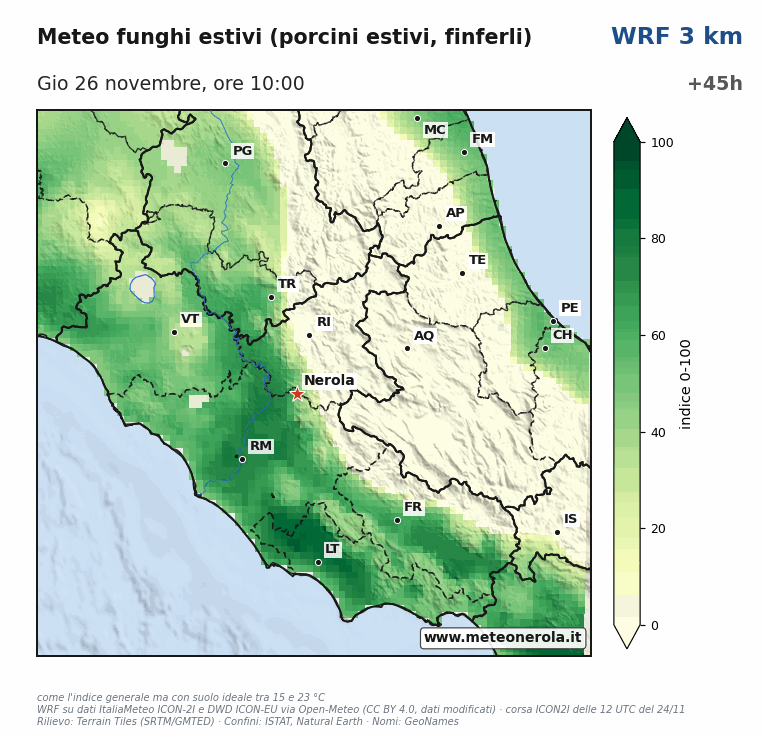 Meteo funghi estivi (porcini estivi, finferli)
WRF 3 km
Gio 26 novembre, ore 10:00
+45h
MC
FM
PG
AP
TE
TR
PE
VT
RI
AQ
CH
Nerola
RM
FR
IS
LT
www.meteonerola.it
100
80
60
40
20
0
indice 0-100
come l'indice generale ma con suolo ideale tra 15 e 23 °C
WRF su dati ItaliaMeteo ICON-2I e DWD ICON-EU via Open-Meteo (CC BY 4.0, dati modificati) · corsa ICON2I delle 12 UTC del 24/11
Rilievo: Terrain Tiles (SRTM/GMTED) · Confini: ISTAT, Natural Earth · Nomi: GeoNames